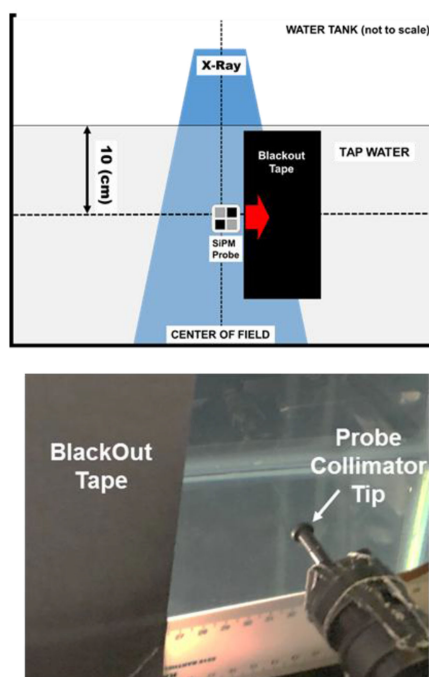 WATER TANK (not to scale)
X-Ray
10 (cm)
Blackout
Tape
TAP WATER
SiPM
Probe
CENTER OF FIELD
BlackOut
Tape
Probe
Collimator
Tip